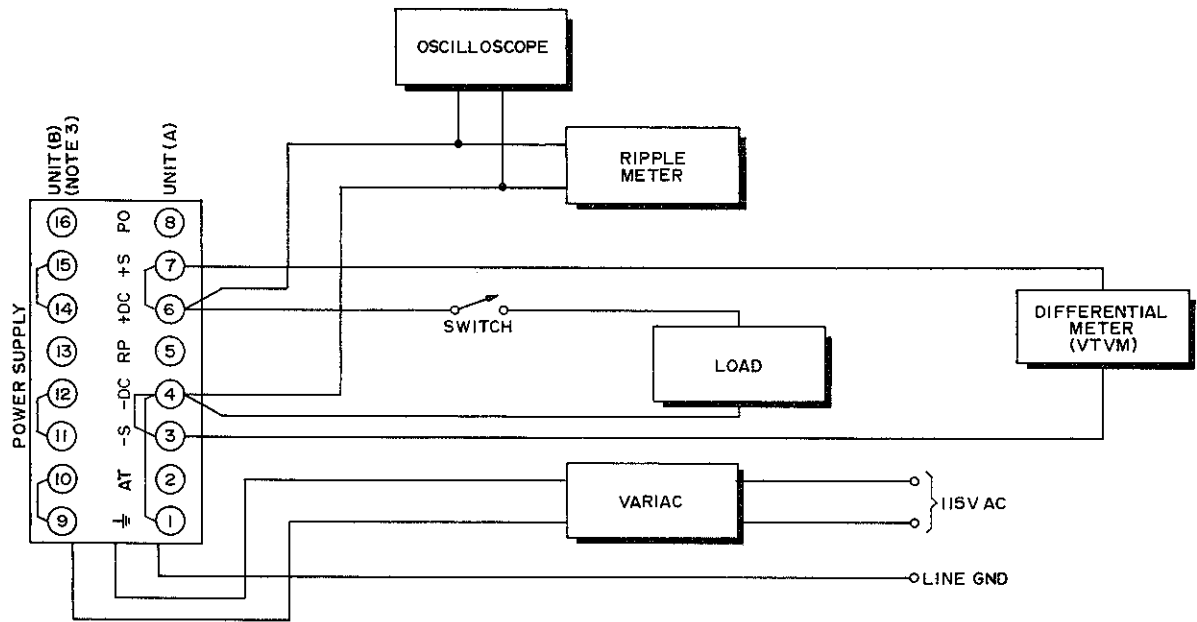 OSCILLOSCOPE
RIPPLE
METER
UNIT (B)
(NOTE 3)
UNIT (A)
POWER SUPPLY
16 PO 8
15 +S 7
14 +DC 6
13 RP 5
12 -DC 4
11 -S 3
10 AT 2
9 1
SWITCH
LOAD
DIFFERENTIAL
METER
(VTVM)
VARIAC
115V AC
LINE GND